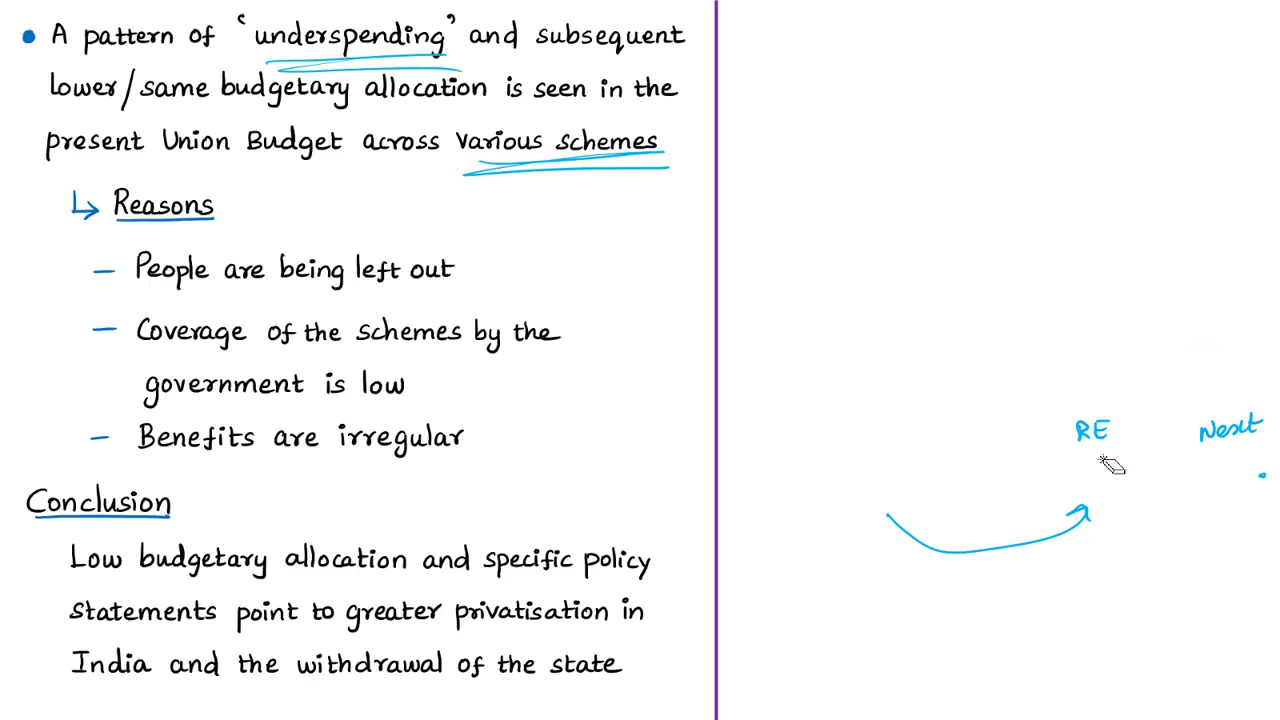 A pattern of 'underspending' and subsequent
lower/same budgetary allocation is seen in the
present Union Budget across various schemes
Reasons
– People are being left out
– Coverage of the schemes by the
government is low
– Benefits are irregular
Conclusion
Low budgetary allocation and specific policy
statements point to greater privatisation in
India and the withdrawal of the state
RE
Next